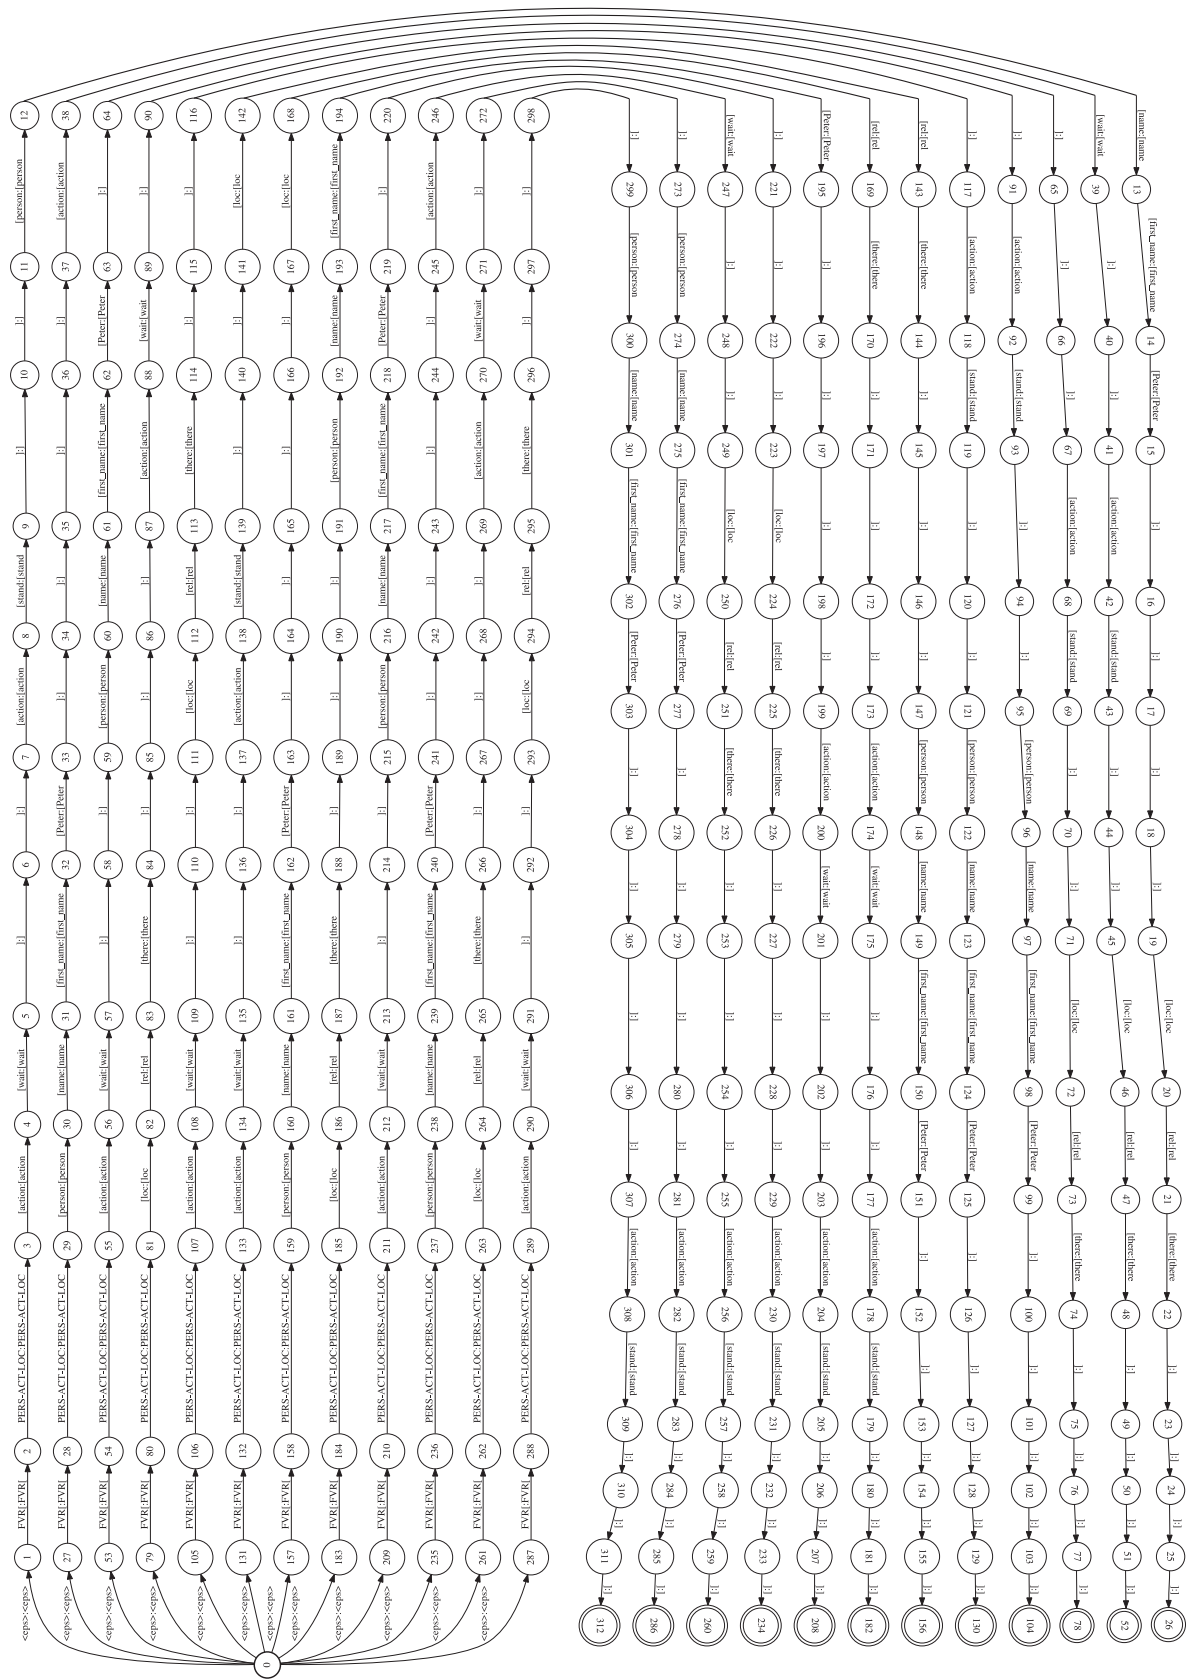 0
<eps>:<eps> 1 FVR[:FVR[ 2 PERS-ACT-LOC:PERS-ACT-LOC 3 [action:[action 4 [wait:[wait 5 ]:] 6 ]:] 7 [action:[action 8 [stand:[stand 9 ]:] 10 ]:] 11 [person:[person 12
<eps>:<eps> 27 FVR[:FVR[ 28 PERS-ACT-LOC:PERS-ACT-LOC 29 [person:[person 30 [name:[name 31 [first_name:[first_name 32 [Peter:[Peter 33 ]:] 34 ]:] 35 ]:] 36 ]:] 37 [action:[action 38
<eps>:<eps> 53 FVR[:FVR[ 54 PERS-ACT-LOC:PERS-ACT-LOC 55 [action:[action 56 [wait:[wait 57 ]:] 58 ]:] 59 [person:[person 60 [name:[name 61 [first_name:[first_name 62 [Peter:[Peter 63 ]:] 64
<eps>:<eps> 79 FVR[:FVR[ 80 PERS-ACT-LOC:PERS-ACT-LOC 81 [loc:[loc 82 [rel:[rel 83 [there:[there 84 ]:] 85 ]:] 86 ]:] 87 [action:[action 88 [wait:[wait 89 ]:] 90
<eps>:<eps> 105 FVR[:FVR[ 106 PERS-ACT-LOC:PERS-ACT-LOC 107 [action:[action 108 [wait:[wait 109 ]:] 110 ]:] 111 [loc:[loc 112 [rel:[rel 113 [there:[there 114 ]:] 115 ]:] 116
<eps>:<eps> 131 FVR[:FVR[ 132 PERS-ACT-LOC:PERS-ACT-LOC 133 [action:[action 134 [wait:[wait 135 ]:] 136 ]:] 137 [action:[action 138 [stand:[stand 139 ]:] 140 ]:] 141 [loc:[loc 142
<eps>:<eps> 157 FVR[:FVR[ 158 PERS-ACT-LOC:PERS-ACT-LOC 159 [person:[person 160 [name:[name 161 [first_name:[first_name 162 [Peter:[Peter 163 ]:] 164 ]:] 165 ]:] 166 ]:] 167 [loc:[loc 168
<eps>:<eps> 183 FVR[:FVR[ 184 PERS-ACT-LOC:PERS-ACT-LOC 185 [loc:[loc 186 [rel:[rel 187 [there:[there 188 ]:] 189 ]:] 190 ]:] 191 [person:[person 192 [name:[name 193 [first_name:[first_name 194
<eps>:<eps> 209 FVR[:FVR[ 210 PERS-ACT-LOC:PERS-ACT-LOC 211 [action:[action 212 [wait:[wait 213 ]:] 214 ]:] 215 [person:[person 216 [name:[name 217 [first_name:[first_name 218 [Peter:[Peter 219 ]:] 220
<eps>:<eps> 235 FVR[:FVR[ 236 PERS-ACT-LOC:PERS-ACT-LOC 237 [person:[person 238 [name:[name 239 [first_name:[first_name 240 [Peter:[Peter 241 ]:] 242 ]:] 243 ]:] 244 ]:] 245 [action:[action 246
<eps>:<eps> 261 FVR[:FVR[ 262 PERS-ACT-LOC:PERS-ACT-LOC 263 [loc:[loc 264 [rel:[rel 265 [there:[there 266 ]:] 267 ]:] 268 ]:] 269 [action:[action 270 [wait:[wait 271 ]:] 272
<eps>:<eps> 287 FVR[:FVR[ 288 PERS-ACT-LOC:PERS-ACT-LOC 289 [action:[action 290 [wait:[wait 291 ]:] 292 ]:] 293 [loc:[loc 294 [rel:[rel 295 [there:[there 296 ]:] 297 ]:] 298
]:] 299 [person:[person 300 [name:[name 301 [first_name:[first_name 302 [Peter:[Peter 303 ]:] 304 ]:] 305 ]:] 306 ]:] 307 [action:[action 308 [stand:[stand 309 ]:] 310 ]:] 311 ]:] 312
]:] 273 [person:[person 274 [name:[name 275 [first_name:[first_name 276 [Peter:[Peter 277 ]:] 278 ]:] 279 ]:] 280 ]:] 281 [action:[action 282 [stand:[stand 283 ]:] 284 ]:] 285 ]:] 286
[wait:[wait 247 ]:] 248 ]:] 249 [loc:[loc 250 [rel:[rel 251 [there:[there 252 ]:] 253 ]:] 254 ]:] 255 [action:[action 256 [stand:[stand 257 ]:] 258 ]:] 259 ]:] 260
]:] 221 ]:] 222 ]:] 223 [loc:[loc 224 [rel:[rel 225 [there:[there 226 ]:] 227 ]:] 228 ]:] 229 [action:[action 230 [stand:[stand 231 ]:] 232 ]:] 233 ]:] 234
[Peter:[Peter 195 ]:] 196 ]:] 197 ]:] 198 ]:] 199 [action:[action 200 [wait:[wait 201 ]:] 202 ]:] 203 [action:[action 204 [stand:[stand 205 ]:] 206 ]:] 207 ]:] 208
[rel:[rel 169 [there:[there 170 ]:] 171 ]:] 172 ]:] 173 [action:[action 174 [wait:[wait 175 ]:] 176 ]:] 177 [action:[action 178 [stand:[stand 179 ]:] 180 ]:] 181 ]:] 182
[rel:[rel 143 [there:[there 144 ]:] 145 ]:] 146 ]:] 147 [person:[person 148 [name:[name 149 [first_name:[first_name 150 [Peter:[Peter 151 ]:] 152 ]:] 153 ]:] 154 ]:] 155 ]:] 156
]:] 117 [action:[action 118 [stand:[stand 119 ]:] 120 ]:] 121 [person:[person 122 [name:[name 123 [first_name:[first_name 124 [Peter:[Peter 125 ]:] 126 ]:] 127 ]:] 128 ]:] 129 ]:] 130
]:] 91 [action:[action 92 [stand:[stand 93 ]:] 94 ]:] 95 [person:[person 96 [name:[name 97 [first_name:[first_name 98 [Peter:[Peter 99 ]:] 100 ]:] 101 ]:] 102 ]:] 103 ]:] 104
]:] 65 ]:] 66 ]:] 67 [action:[action 68 [stand:[stand 69 ]:] 70 ]:] 71 [loc:[loc 72 [rel:[rel 73 [there:[there 74 ]:] 75 ]:] 76 ]:] 77 ]:] 78
[wait:[wait 39 ]:] 40 ]:] 41 [action:[action 42 [stand:[stand 43 ]:] 44 ]:] 45 [loc:[loc 46 [rel:[rel 47 [there:[there 48 ]:] 49 ]:] 50 ]:] 51 ]:] 52
[name:[name 13 [first_name:[first_name 14 [Peter:[Peter 15 ]:] 16 ]:] 17 ]:] 18 ]:] 19 [loc:[loc 20 [rel:[rel 21 [there:[there 22 ]:] 23 ]:] 24 ]:] 25 ]:] 26